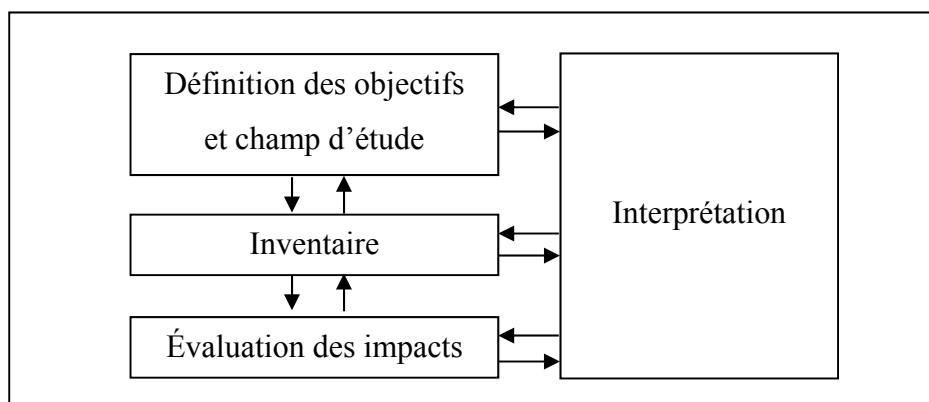 Définition des objectifs
et champ d’étude
Interprétation
Inventaire
Évaluation des impacts